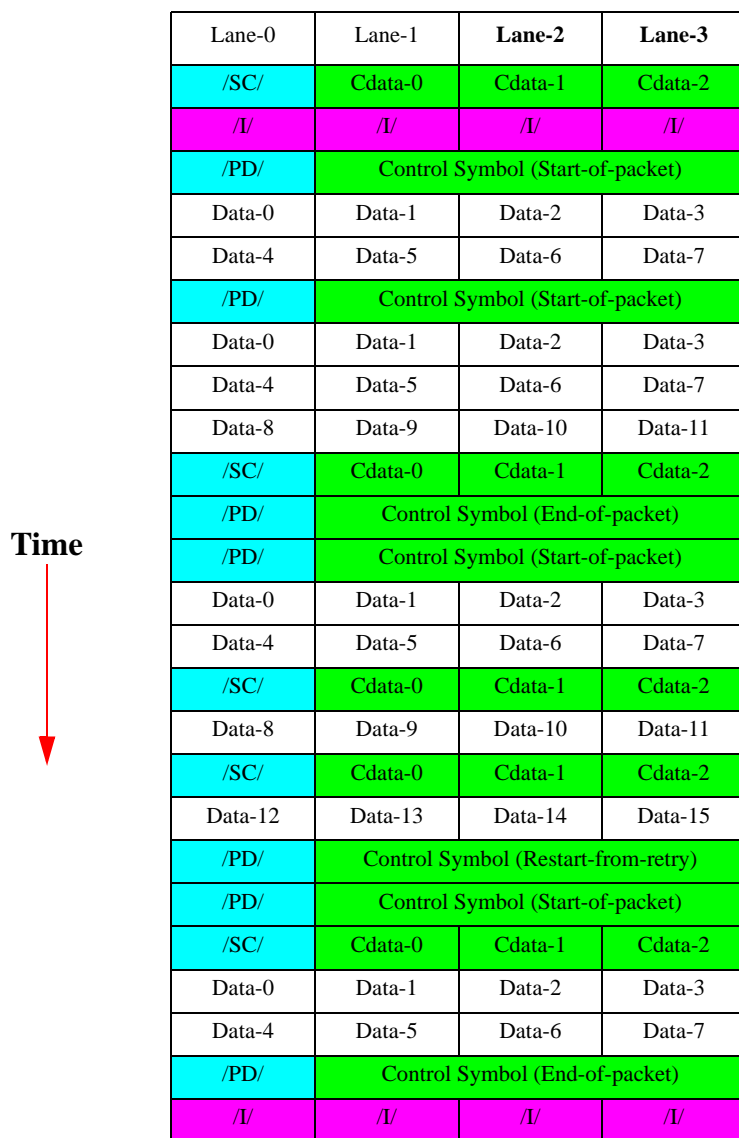 Lane-0 Lane-1 Lane-2 Lane-3
/SC/ Cdata-0 Cdata-1 Cdata-2
/I/ /I/ /I/ /I/
/PD/ Control Symbol (Start-of-packet)
Data-0 Data-1 Data-2 Data-3
Data-4 Data-5 Data-6 Data-7
/PD/ Control Symbol (Start-of-packet)
Data-0 Data-1 Data-2 Data-3
Data-4 Data-5 Data-6 Data-7
Data-8 Data-9 Data-10 Data-11
/SC/ Cdata-0 Cdata-1 Cdata-2
/PD/ Control Symbol (End-of-packet)
Time
/PD/ Control Symbol (Start-of-packet)
Data-0 Data-1 Data-2 Data-3
Data-4 Data-5 Data-6 Data-7
/SC/ Cdata-0 Cdata-1 Cdata-2
Data-8 Data-9 Data-10 Data-11
/SC/ Cdata-0 Cdata-1 Cdata-2
Data-12 Data-13 Data-14 Data-15
/PD/ Control Symbol (Restart-from-retry)
/PD/ Control Symbol (Start-of-packet)
/SC/ Cdata-0 Cdata-1 Cdata-2
Data-0 Data-1 Data-2 Data-3
Data-4 Data-5 Data-6 Data-7
/PD/ Control Symbol (End-of-packet)
/I/ /I/ /I/ /I/